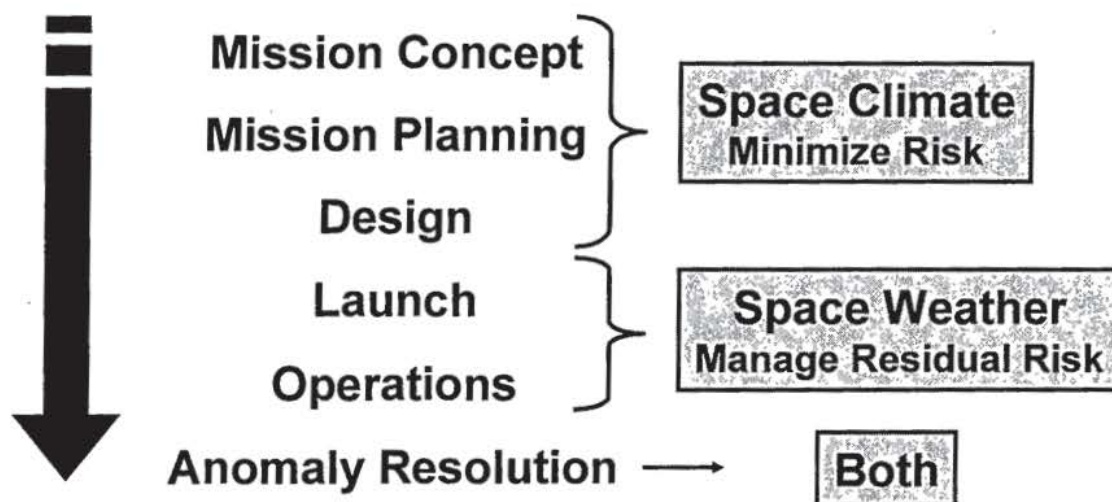 Mission Concept
Mission Planning
Design
Space Climate
Minimize Risk
Launch
Operations
Space Weather
Manage Residual Risk
Anomaly Resolution
Both